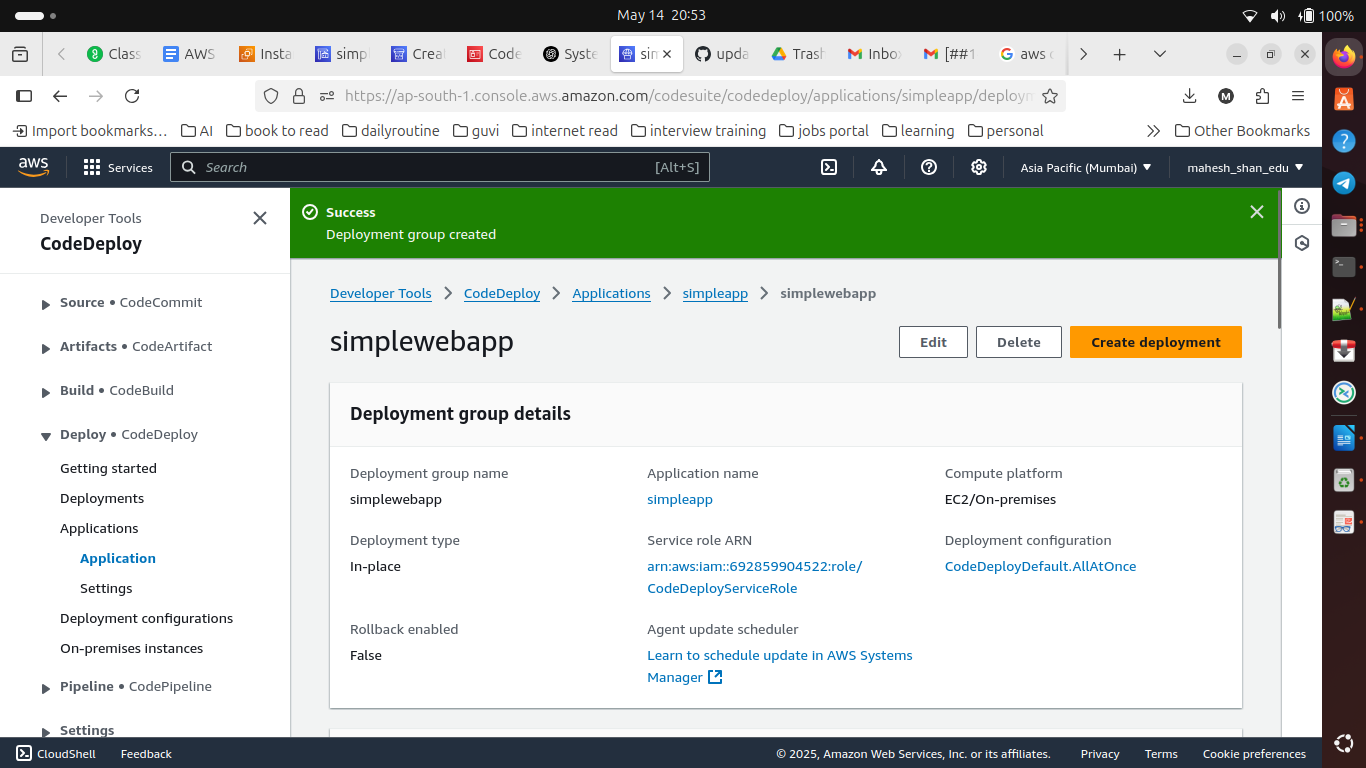 May 14 20:53
100%
Class
AWS
Insta
simpl
Creat
Code
Syste
sim
upda
Trash
Inbo
[##1
aws c
https://ap-south-1.console.aws.amazon.com/codesuite/codedeploy/applications/simpleapp/deploym
Import bookmarks…
AI
book to read
dailyroutine
guvi
internet read
interview training
jobs portal
learning
personal
Other Bookmarks
aws
Services
Search
[Alt+S]
Asia Pacific (Mumbai)
mahesh_shan_edu
Developer Tools
CodeDeploy
Source • CodeCommit
Artifacts • CodeArtifact
Build • CodeBuild
Deploy • CodeDeploy
Getting started
Deployments
Applications
Application
Settings
Deployment configurations
On-premises instances
Pipeline • CodePipeline
Settings
Success
Deployment group created
Developer Tools
CodeDeploy
Applications
simpleapp
simplewebapp
simplewebapp
Edit
Delete
Create deployment
Deployment group details
Deployment group name
simplewebapp
Application name
simpleapp
Compute platform
EC2/On-premises
Deployment type
In-place
Service role ARN
arn:aws:iam::692859904522:role/
CodeDeployServiceRole
Deployment configuration
CodeDeployDefault.AllAtOnce
Rollback enabled
False
Agent update scheduler
Learn to schedule update in AWS Systems
Manager
CloudShell
Feedback
© 2025, Amazon Web Services, Inc. or its affiliates.
Privacy
Terms
Cookie preferences